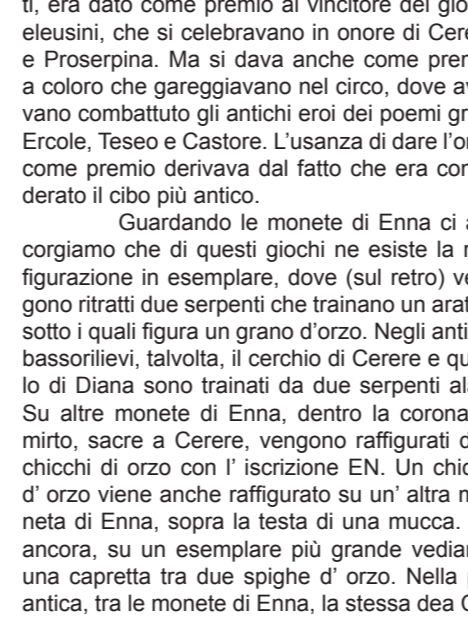 ti, era dato come premio al vincitore dei gio
eleusini, che si celebravano in onore di Cere
e Proserpina. Ma si dava anche come prem
a coloro che gareggiavano nel circo, dove av
vano combattuto gli antichi eroi dei poemi gr
Ercole, Teseo e Castore. L’usanza di dare l’or
come premio derivava dal fatto che era con
derato il cibo più antico.
Guardando le monete di Enna ci a
corgiamo che di questi giochi ne esiste la r
figurazione in esemplare, dove (sul retro) ve
gono ritratti due serpenti che trainano un arat
sotto i quali figura un grano d’orzo. Negli anti
bassorilievi, talvolta, il cerchio di Cerere e qu
lo di Diana sono trainati da due serpenti ala
Su altre monete di Enna, dentro la corona
mirto, sacre a Cerere, vengono raffigurati d
chicchi di orzo con l’ iscrizione EN. Un chic
d’ orzo viene anche raffigurato su un’ altra m
neta di Enna, sopra la testa di una mucca.
ancora, su un esemplare più grande vediam
una capretta tra due spighe d’ orzo. Nella p
antica, tra le monete di Enna, la stessa dea C